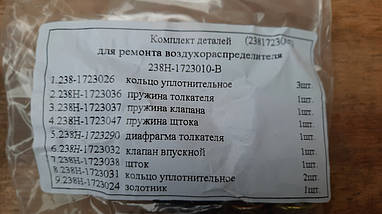 Комплект деталей (2381723О
для ремонта воздухораспределителя
238Н-1723010-В
1.238-1723026 кольцо уплотнительное 3шт.
2.238Н-1723036 пружина толкателя 1шт.
3.238Н-1723037 пружина клапана 1шт.
4.238Н-1723047 пружина штока 1шт.
5.238Н-1723290 диафрагма толкателя 1шт.
6.238Н-1723032 клапан впускной 1шт.
7.238Н-1723038 шток 1шт.
8.238Н-1723031 кольцо уплотнительное 2шт.
9.238Н-1723024 золотник 1шт.